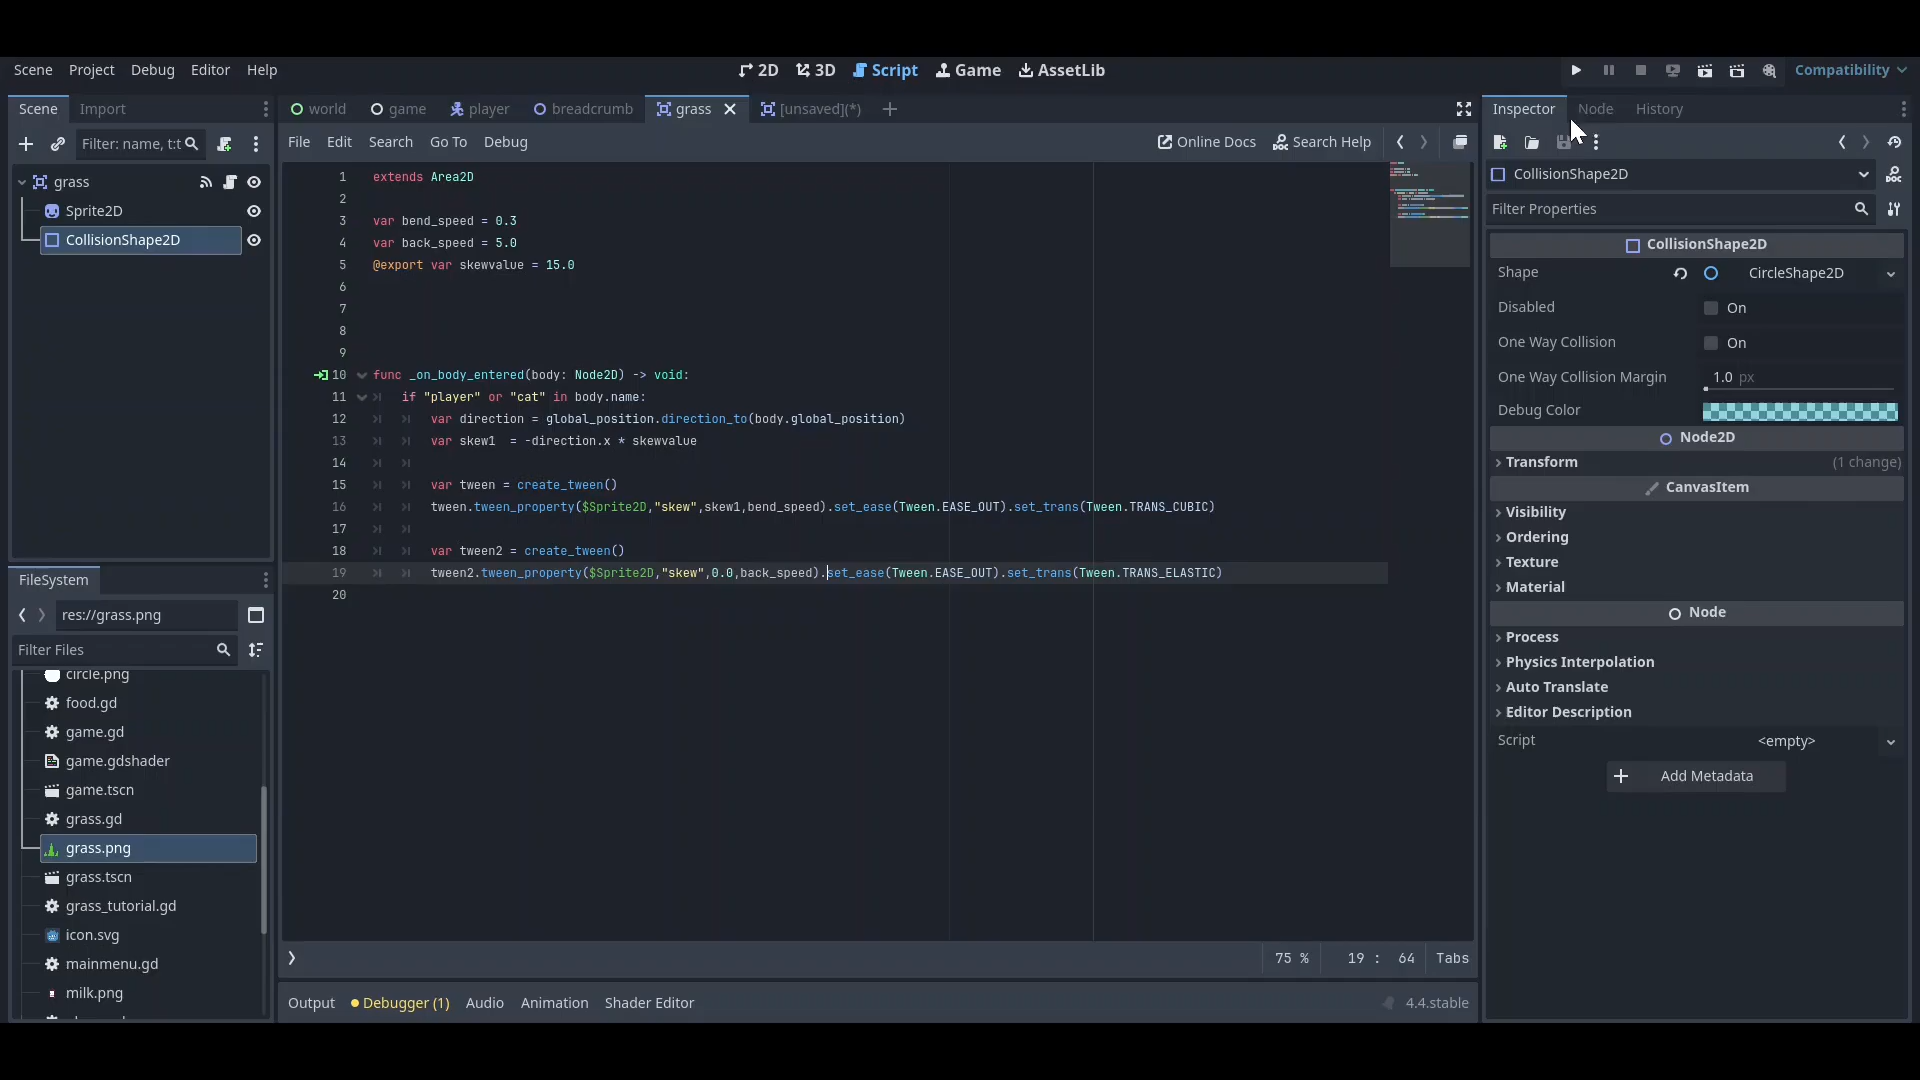 Scene Project Debug Editor Help
2D 3D Script Game AssetLib
Compatibility
Scene Import
world game player breadcrumb grass [unsaved](*)
Inspector Node History
Filter: name, t:t
File Edit Search Go To Debug
Online Docs Search Help
grass
Sprite2D
CollisionShape2D
1 extends Area2D
2
3 var bend_speed = 0.3
4 var back_speed = 5.0
5 @export var skewvalue = 15.0
6
7
8
9
10 func _on_body_entered(body: Node2D) -> void:
11 if "player" or "cat" in body.name:
12 var direction = global_position.direction_to(body.global_position)
13 var skew1  = -direction.x * skewvalue
14
15 var tween = create_tween()
16 tween.tween_property($Sprite2D,"skew",skew1,bend_speed).set_ease(Tween.EASE_OUT).set_trans(Tween.TRANS_CUBIC)
17
18 var tween2 = create_tween()
19 tween2.tween_property($Sprite2D,"skew",0.0,back_speed).set_ease(Tween.EASE_OUT).set_trans(Tween.TRANS_ELASTIC)
20
75 % 19 : 64 Tabs
Output Debugger (1) Audio Animation Shader Editor
4.4.stable
FileSystem
res://grass.png
Filter Files
circle.png
food.gd
game.gd
game.gdshader
game.tscn
grass.gd
grass.png
grass.tscn
grass_tutorial.gd
icon.svg
mainmenu.gd
milk.png
CollisionShape2D
Filter Properties
CollisionShape2D
Shape CircleShape2D
Disabled On
One Way Collision On
One Way Collision Margin 1.0 px
Debug Color
Node2D
Transform (1 change)
CanvasItem
Visibility
Ordering
Texture
Material
Node
Process
Physics Interpolation
Auto Translate
Editor Description
Script <empty>
Add Metadata